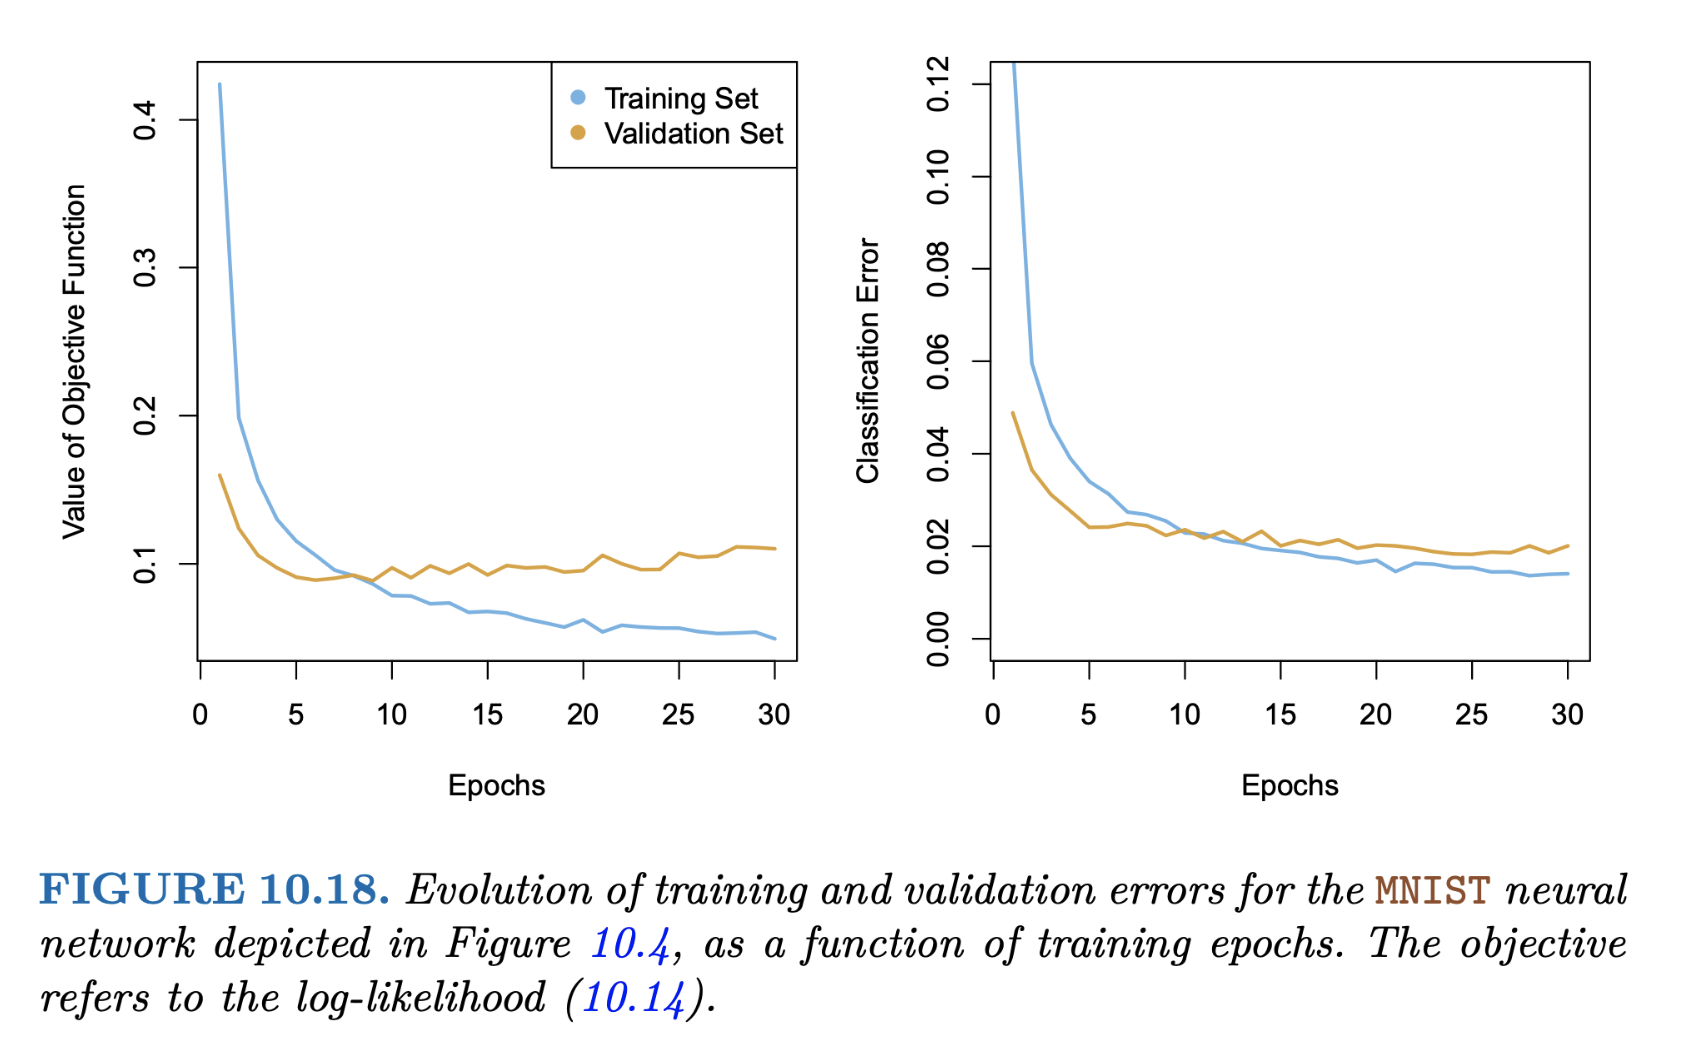 Training Set
Validation Set
Value of Objective Function
0.1
0.2
0.3
0.4
0 5 10 15 20 25 30
Epochs
Classification Error
0.00
0.02
0.04
0.06
0.08
0.10
0.12
0 5 10 15 20 25 30
Epochs
FIGURE 10.18. Evolution of training and validation errors for the MNIST neural
network depicted in Figure 10.4, as a function of training epochs. The objective
refers to the log-likelihood (10.14).